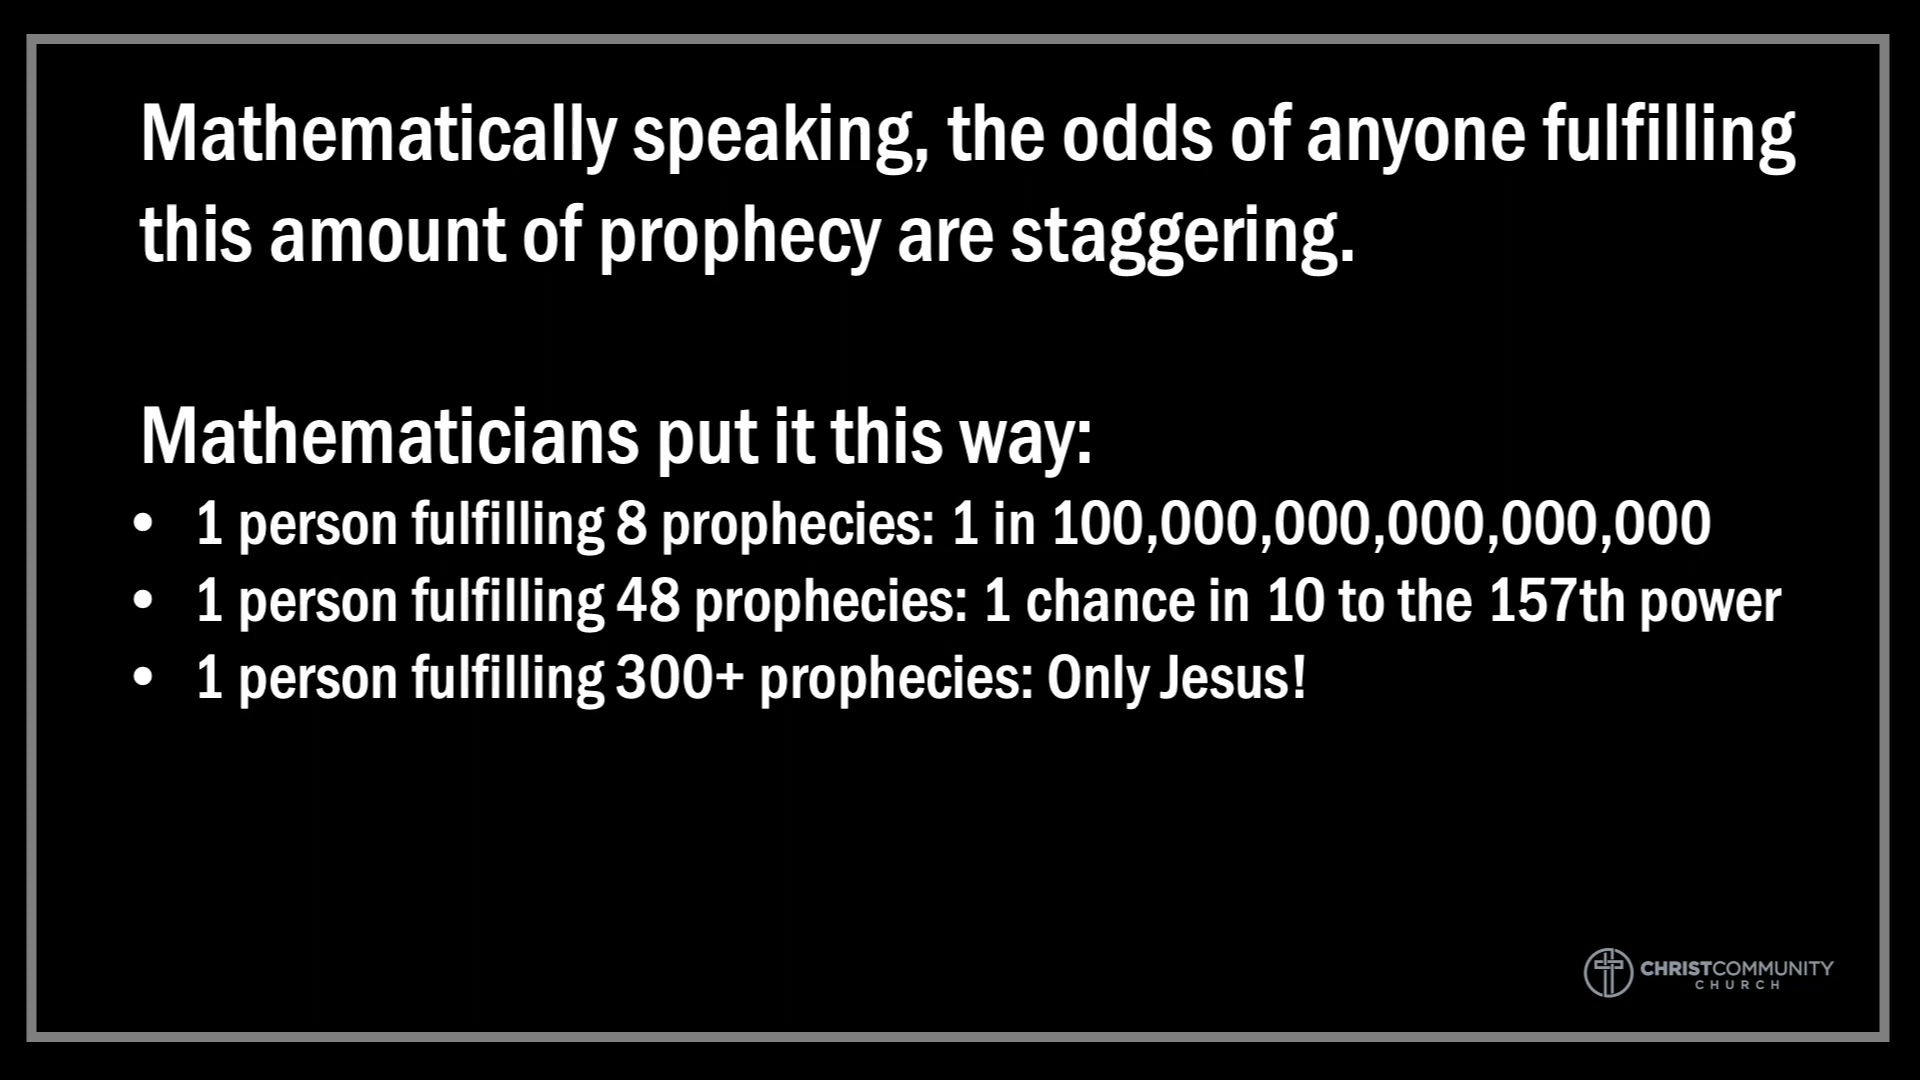 Mathematically speaking, the odds of anyone fulfilling
this amount of prophecy are staggering.
Mathematicians put it this way:
• 1 person fulfilling 8 prophecies: 1 in 100,000,000,000,000,000
• 1 person fulfilling 48 prophecies: 1 chance in 10 to the 157th power
• 1 person fulfilling 300+ prophecies: Only Jesus!
CHRISTCOMMUNITY
CHURCH